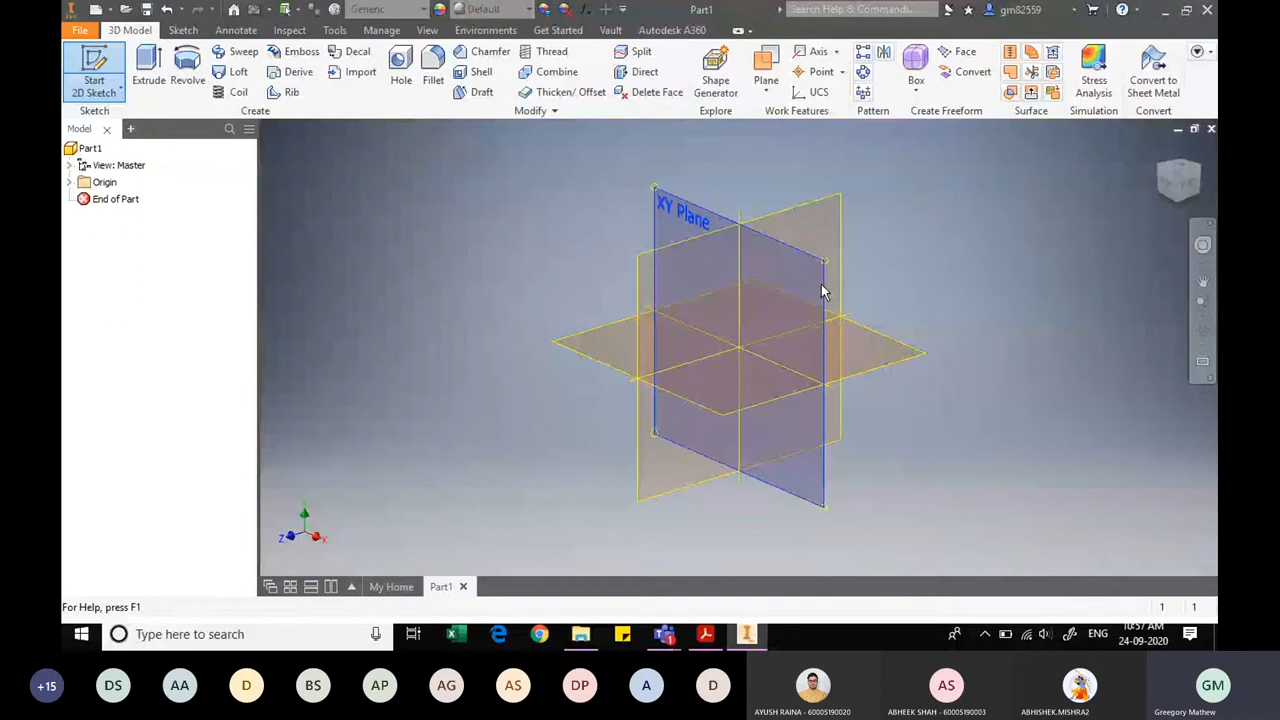 Generic
Default
Part1
Search Help & Commands...
gm82559
File
3D Model
Sketch
Annotate
Inspect
Tools
Manage
View
Environments
Get Started
Vault
Autodesk A360
Start
2D Sketch
Sketch
Extrude
Revolve
Sweep
Loft
Coil
Emboss
Derive
Rib
Decal
Import
Create
Hole
Fillet
Chamfer
Shell
Draft
Thread
Combine
Thicken/ Offset
Split
Direct
Delete Face
Modify
Shape
Generator
Explore
Plane
Axis
Point
UCS
Work Features
Pattern
Box
Face
Convert
Create Freeform
Surface
Stress
Analysis
Simulation
Convert to
Sheet Metal
Convert
Model
Part1
View: Master
Origin
End of Part
XY Plane
Z
X
My Home
Part1
For Help, press F1
1
1
Type here to search
ENG
10:57 AM
24-09-2020
+15
DS
AA
D
BS
AP
AG
AS
DP
A
D
AYUSH RAINA - 60005190020
AS
ABHEEK SHAH - 60005190003
ABHISHEK.MISHRA2
GM
Greegory Mathew